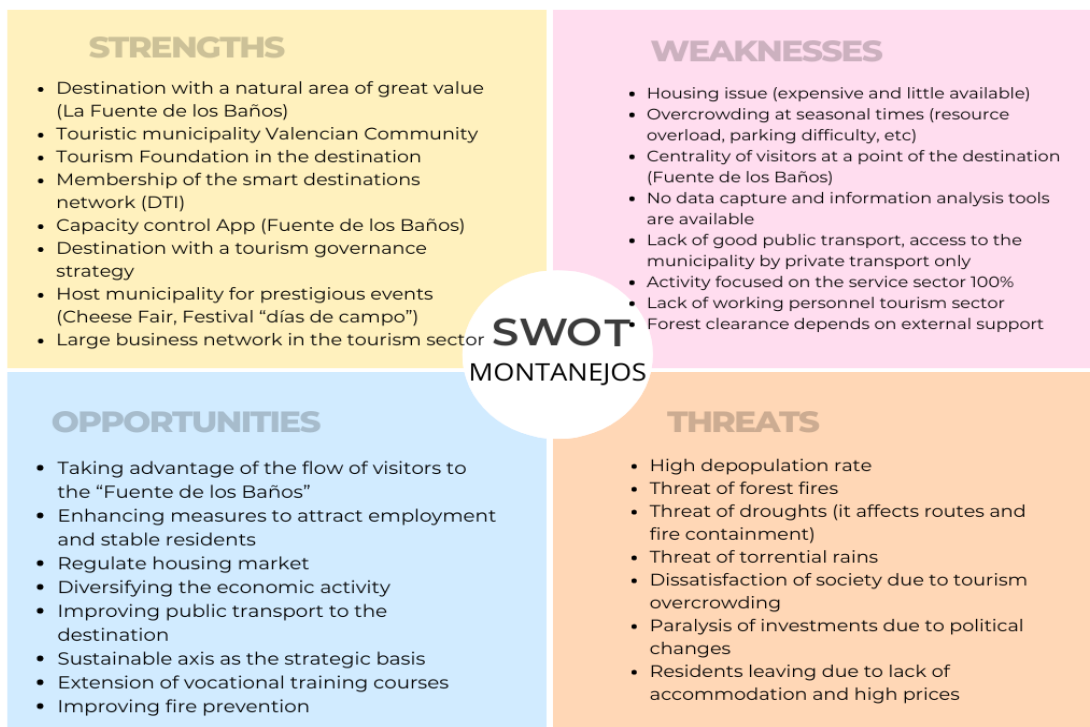 STRENGTHS
• Destination with a natural area of great value
(La Fuente de los Baños)
• Touristic municipality Valencian Community
• Tourism Foundation in the destination
• Membership of the smart destinations
network (DTI)
• Capacity control App (Fuente de los Baños)
• Destination with a tourism governance
strategy
• Host municipality for prestigious events
(Cheese Fair, Festival “días de campo”)
• Large business network in the tourism sector
WEAKNESSES
• Housing issue (expensive and little available)
• Overcrowding at seasonal times (resource
overload, parking difficulty, etc)
• Centrality of visitors at a point of the destination
(Fuente de los Baños)
• No data capture and information analysis tools
are available
• Lack of good public transport, access to the
municipality by private transport only
• Activity focused on the service sector 100%
• Lack of working personnel tourism sector
• Forest clearance depends on external support
SWOT
MONTANEJOS
OPPORTUNITIES
• Taking advantage of the flow of visitors to
the “Fuente de los Baños”
• Enhancing measures to attract employment
and stable residents
• Regulate housing market
• Diversifying the economic activity
• Improving public transport to the
destination
• Sustainable axis as the strategic basis
• Extension of vocational training courses
• Improving fire prevention
THREATS
• High depopulation rate
• Threat of forest fires
• Threat of droughts (it affects routes and
fire containment)
• Threat of torrential rains
• Dissatisfaction of society due to tourism
overcrowding
• Paralysis of investments due to political
changes
• Residents leaving due to lack of
accommodation and high prices